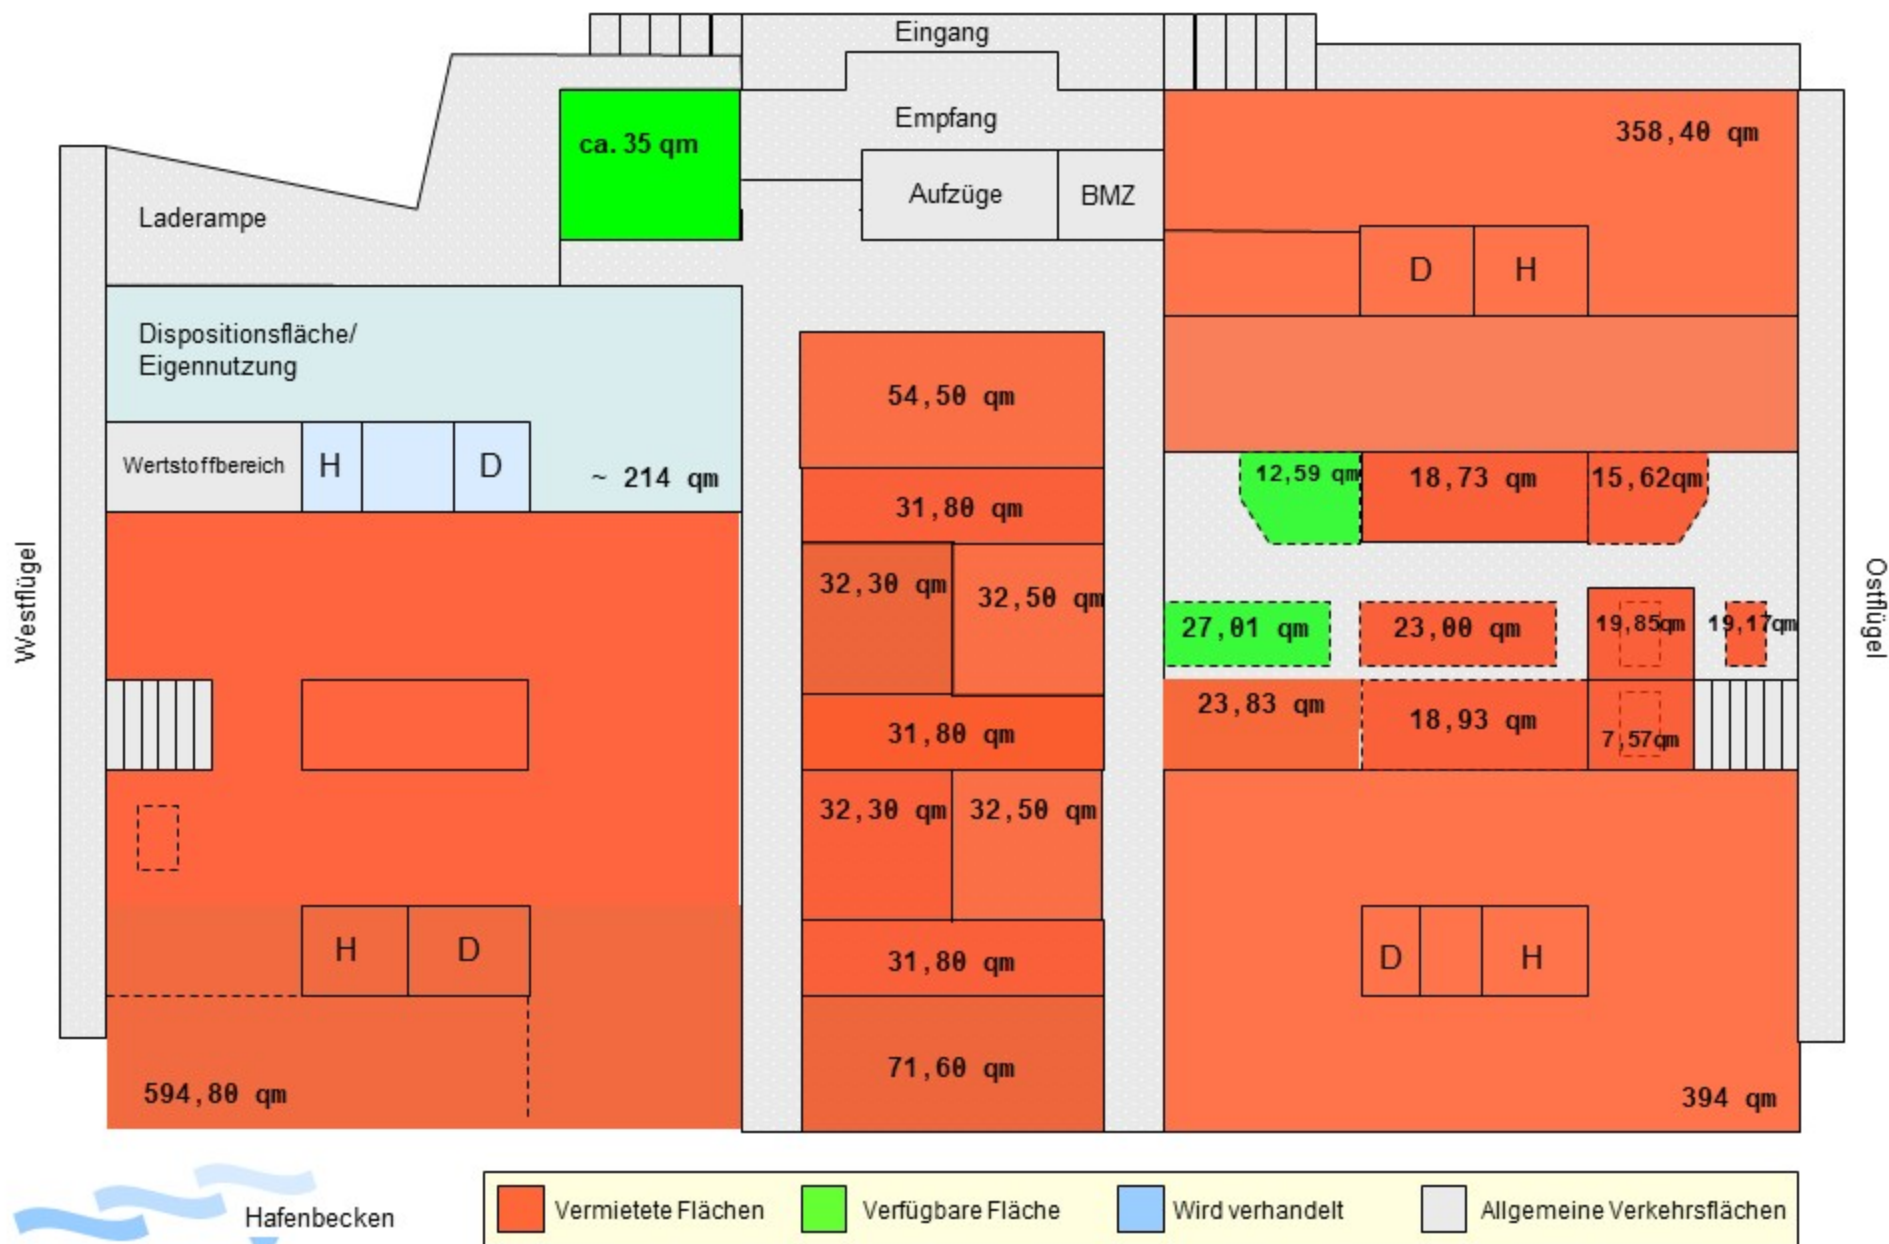 Eingang
Empfang
ca. 35 qm
358,40 qm
Aufzüge
BMZ
Laderampe
D
H
Dispositionsfläche/
Eigennutzung
54,50 qm
Wertstoffbereich
H
D
~ 214 qm
12,59 qm
18,73 qm
15,62qm
31,80 qm
Westflügel
Ostflügel
32,30 qm
32,50 qm
27,01 qm
23,00 qm
19,85qm
19,17qm
23,83 qm
18,93 qm
7,57qm
31,80 qm
32,30 qm
32,50 qm
H
D
31,80 qm
D
H
71,60 qm
594,80 qm
394 qm
Hafenbecken
Vermietete Flächen
Verfügbare Fläche
Wird verhandelt
Allgemeine Verkehrsflächen